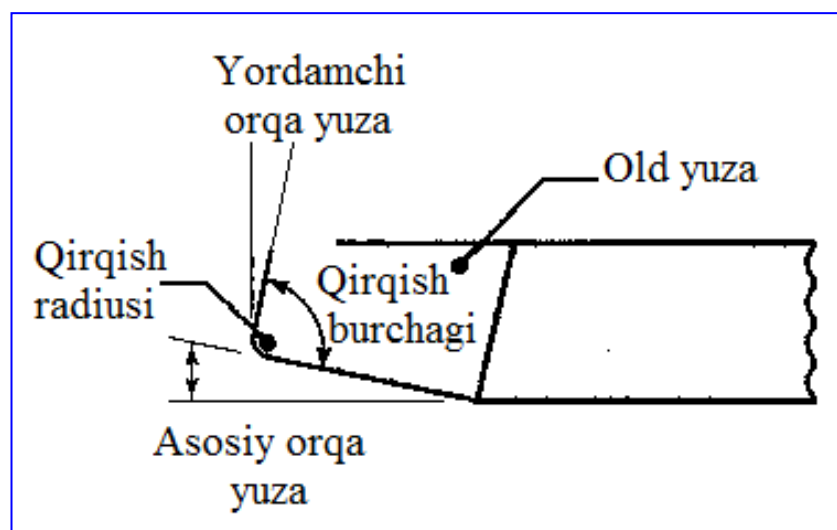 Yordamchi
orqa yuza
Old yuza
Qirqish
radiusi
Qirqish
burchagi
Asosiy orqa
yuza